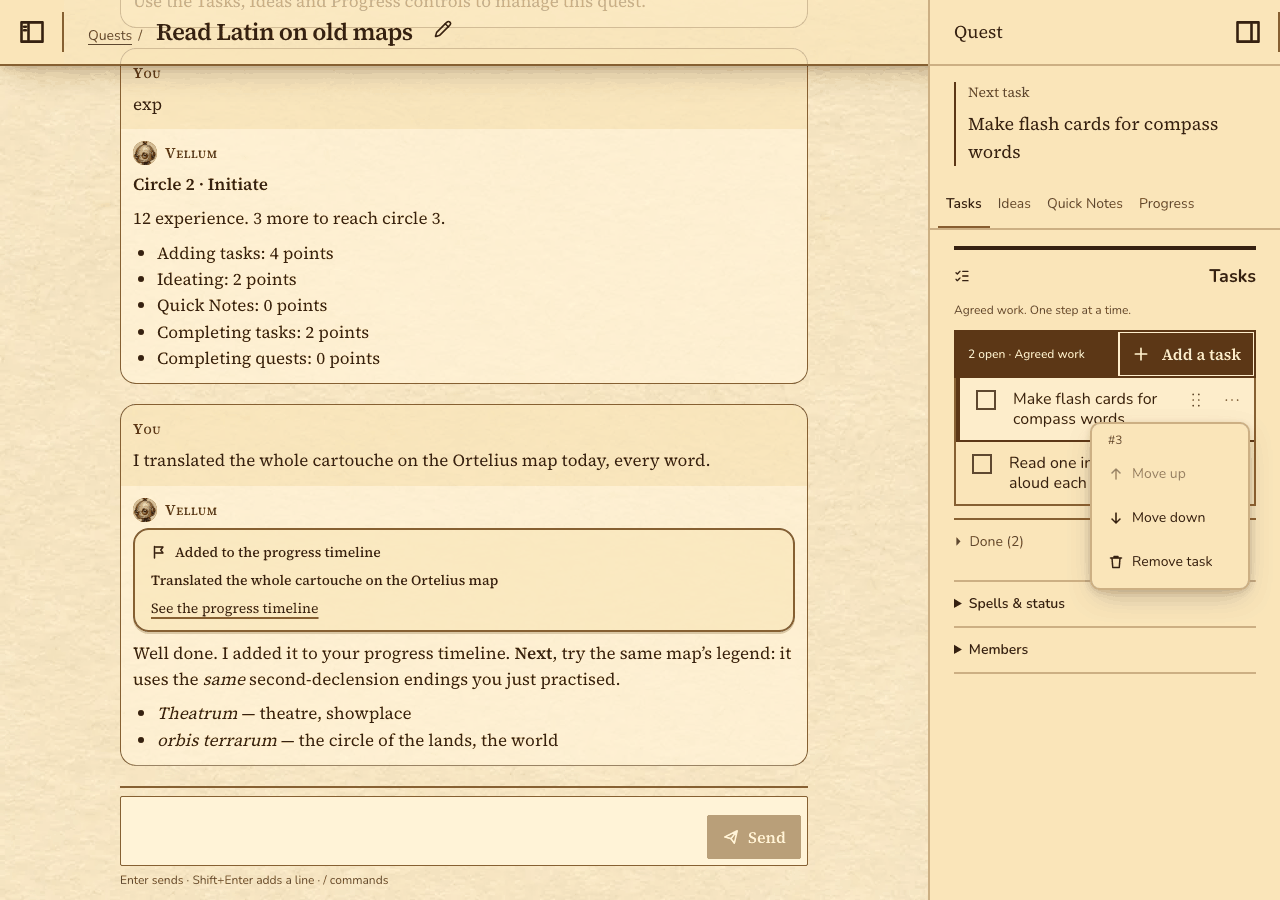 Use the Tasks, Ideas and Progress controls to manage this quest.
Quests / Read Latin on old maps
You
exp
Vellum
Circle 2 · Initiate
12 experience. 3 more to reach circle 3.
Adding tasks: 4 points
Ideating: 2 points
Quick Notes: 0 points
Completing tasks: 2 points
Completing quests: 0 points
You
I translated the whole cartouche on the Ortelius map today, every word.
Vellum
Added to the progress timeline
Translated the whole cartouche on the Ortelius map
See the progress timeline
Well done. I added it to your progress timeline. Next, try the same map’s legend: it
uses the same second-declension endings you just practised.
Theatrum — theatre, showplace
orbis terrarum — the circle of the lands, the world
Send
Enter sends · Shift+Enter adds a line · / commands
Quest
Next task
Make flash cards for compass
words
Tasks Ideas Quick Notes Progress
Tasks
Agreed work. One step at a time.
2 open · Agreed work
Add a task
Make flash cards for
compass words
Read one in
aloud each
#3
Move up
Move down
Remove task
Done (2)
Spells & status
Members